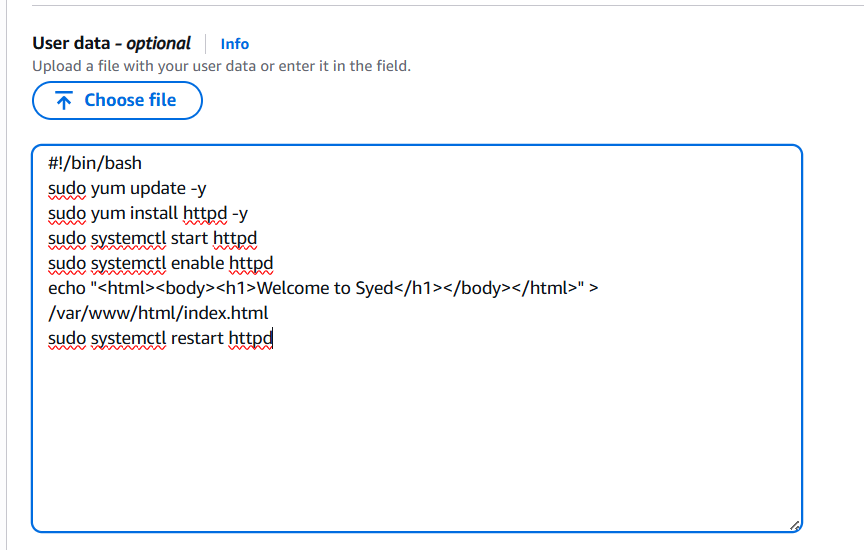 User data - optional Info
Upload a file with your user data or enter it in the field.
Choose file
#!/bin/bash
sudo yum update -y
sudo yum install httpd -y
sudo systemctl start httpd
sudo systemctl enable httpd
echo "<html><body><h1>Welcome to Syed</h1></body></html>" >
/var/www/html/index.html
sudo systemctl restart httpd